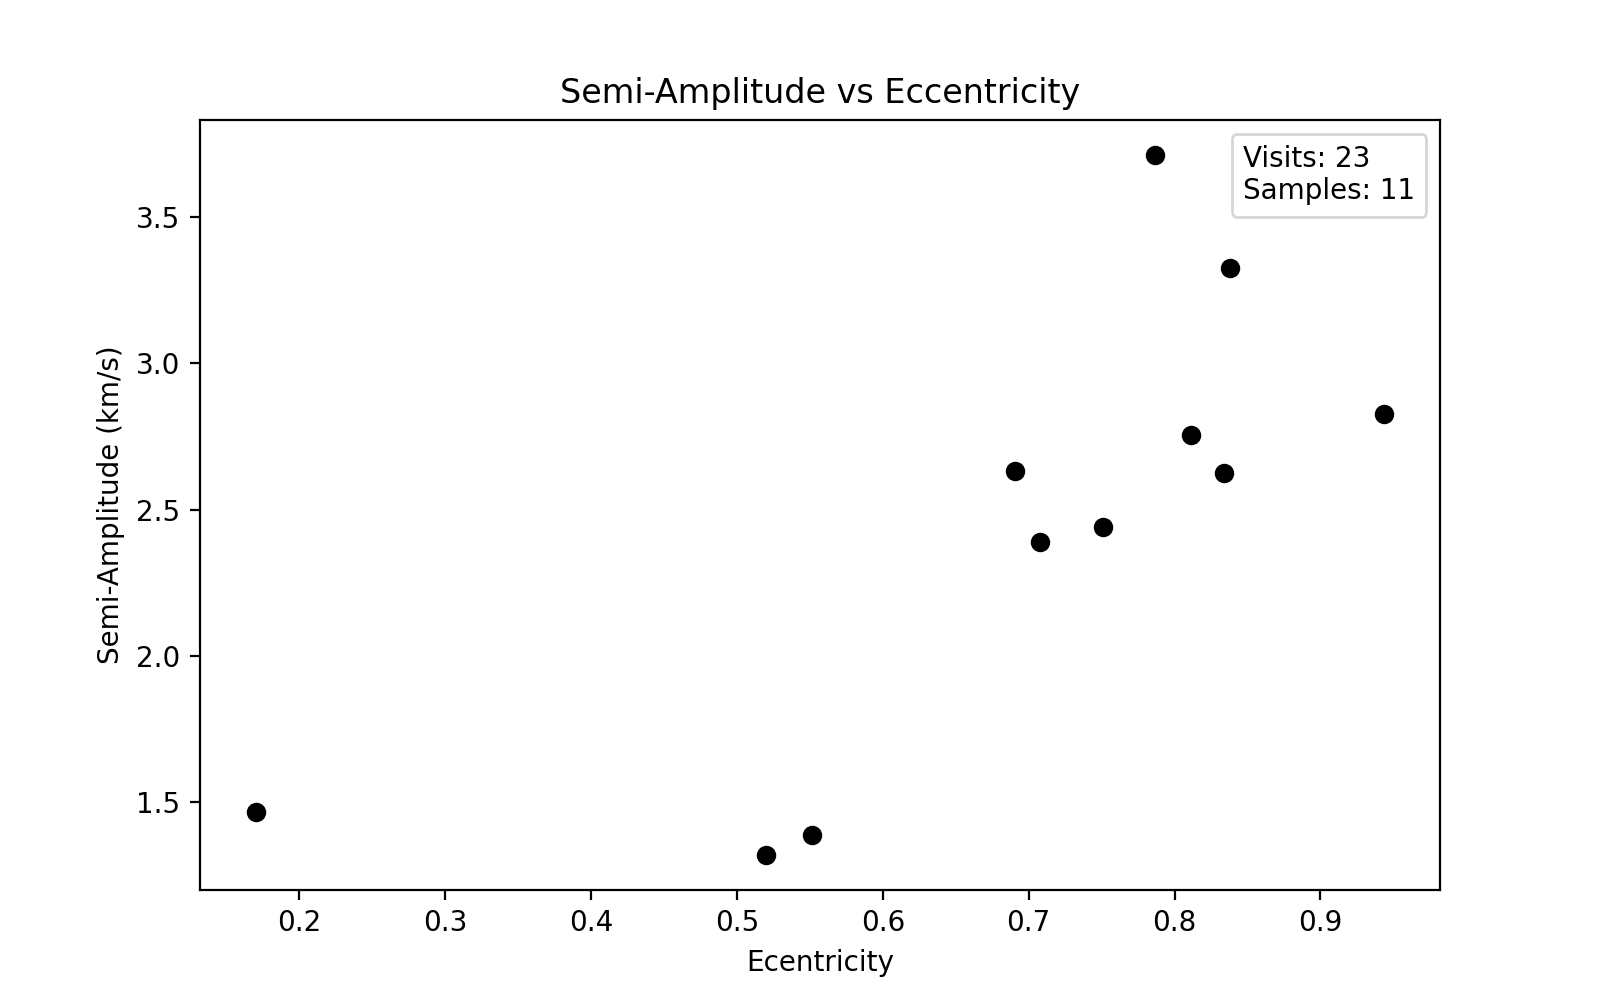 Semi-Amplitude vs Eccentricity
Visits: 23
Samples: 11
Semi-Amplitude (km/s)
3.5
3.0
2.5
2.0
1.5
0.2 0.3 0.4 0.5 0.6 0.7 0.8 0.9
Ecentricity